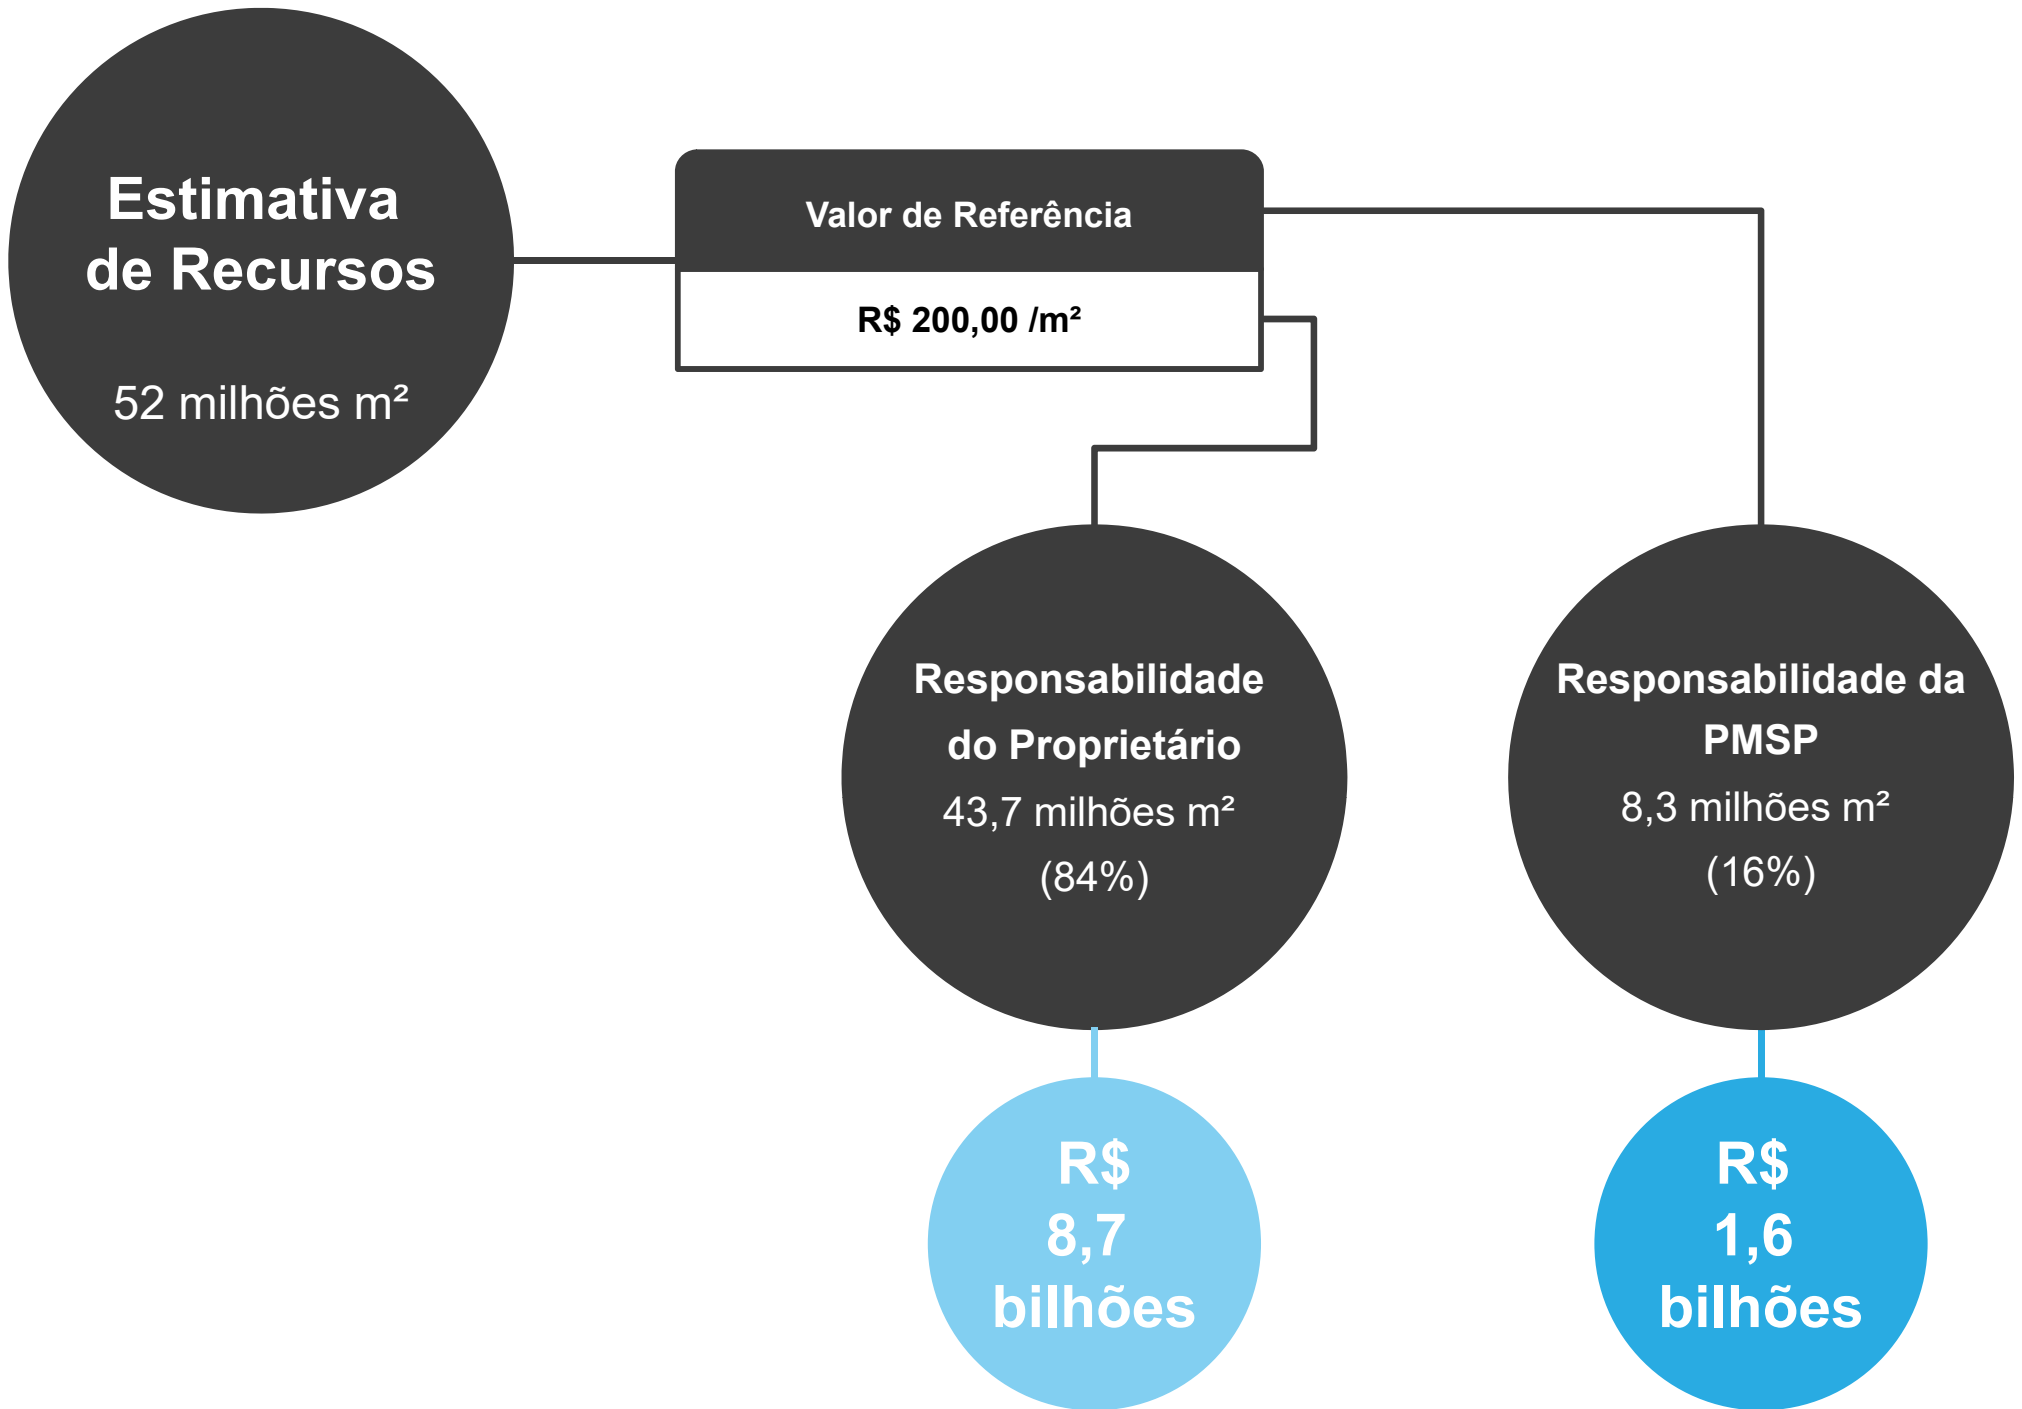 Estimativa
de Recursos
52 milhões m²
Valor de Referência
R$ 200,00 /m²
Responsabilidade
do Proprietário
43,7 milhões m²
(84%)
Responsabilidade da
PMSP
8,3 milhões m²
(16%)
R$
8,7
bilhões
R$
1,6
bilhões